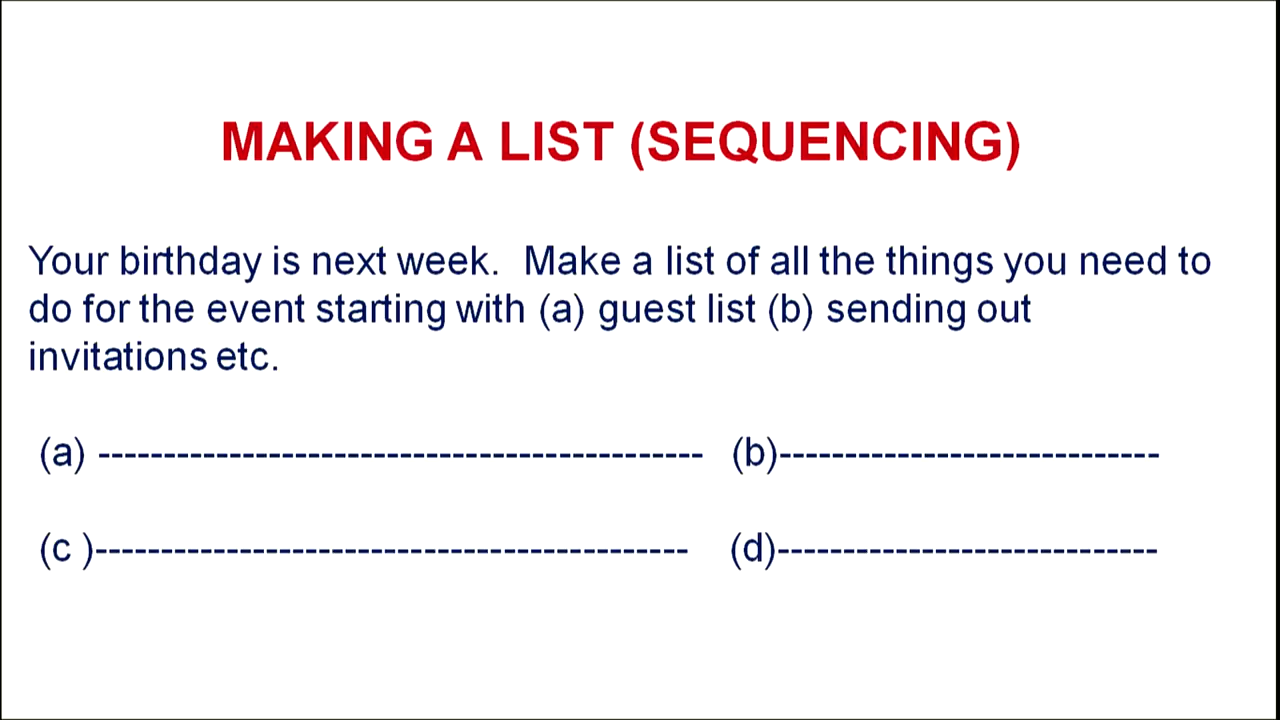 MAKING A LIST (SEQUENCING)
Your birthday is next week.  Make a list of all the things you need to
do for the event starting with (a) guest list (b) sending out
invitations etc.
(a) ---------------------------------------------- (b)-----------------------------
(c )--------------------------------------------- (d)-----------------------------